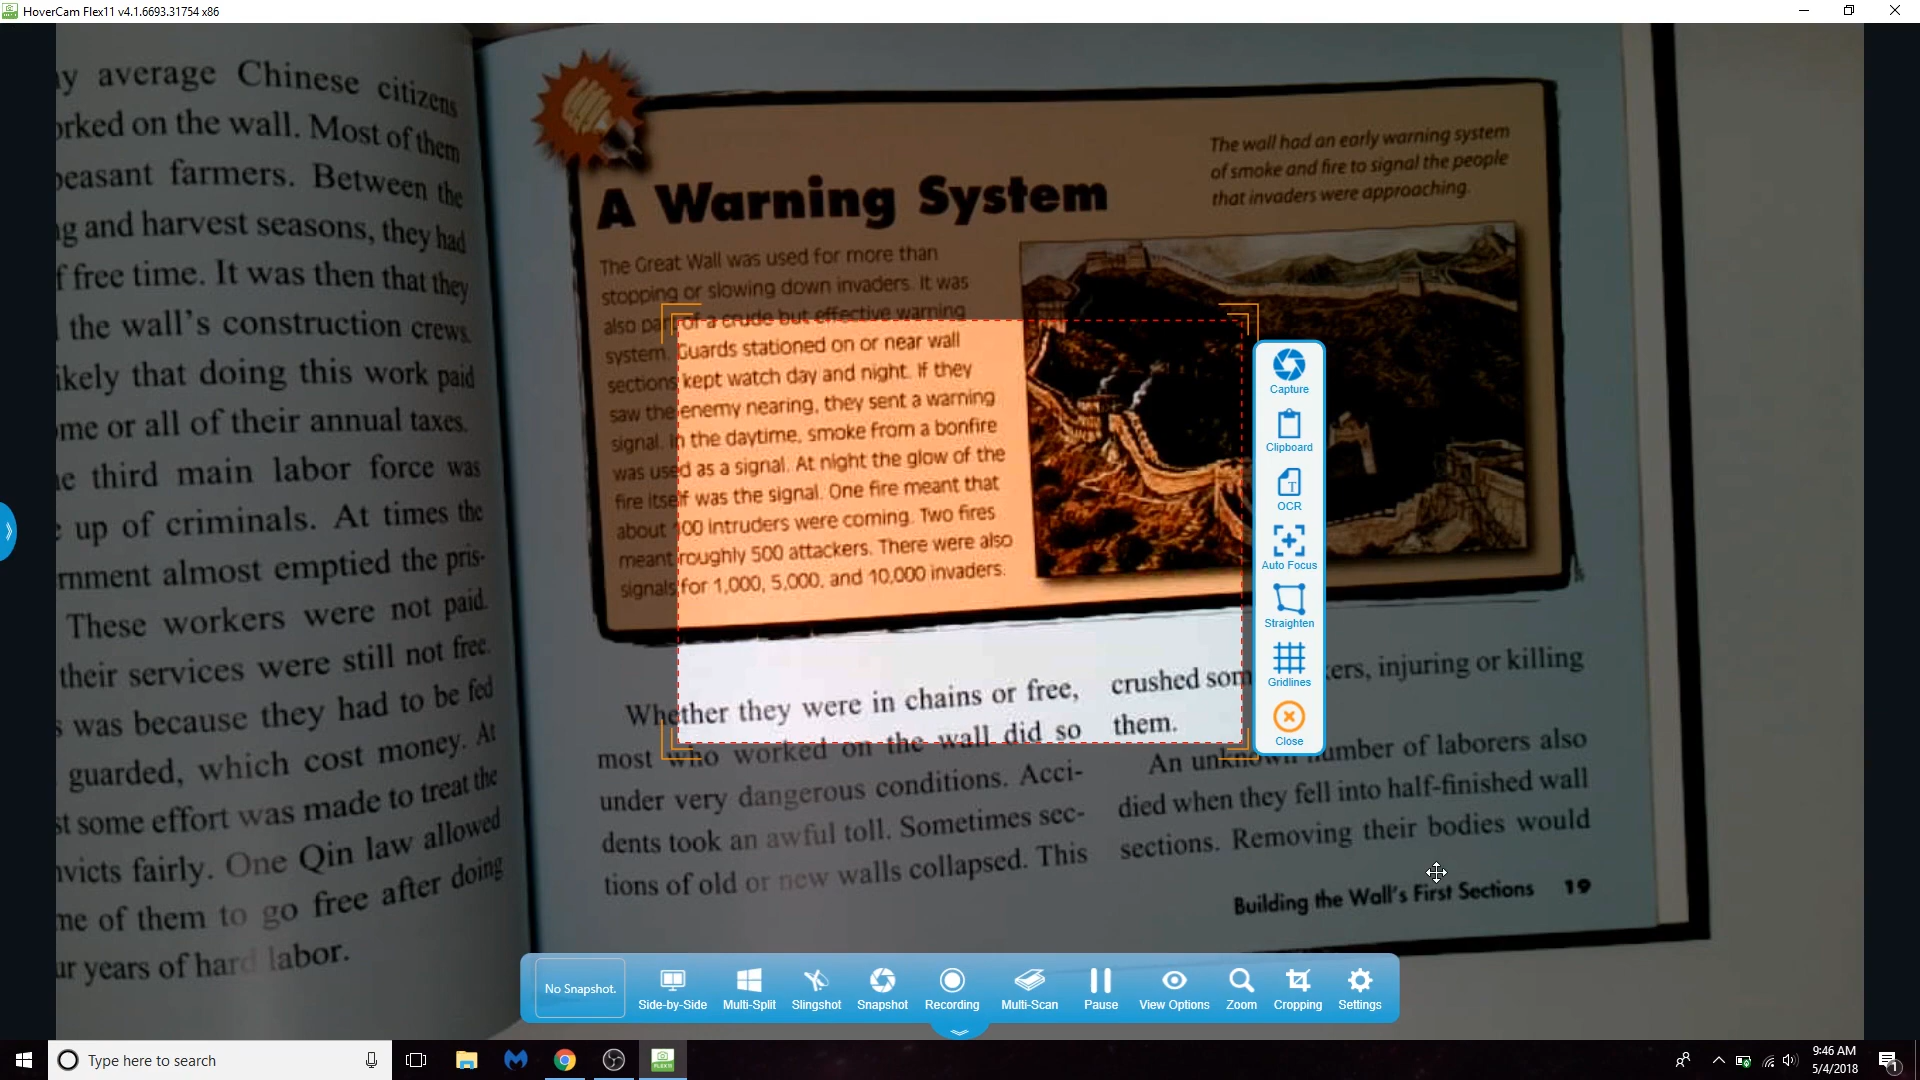 HoverCam Flex11 v4.1.6693.31754 x86
y average Chinese citizens
orked on the wall. Most of them
peasant farmers. Between the
g and harvest seasons, they had
f free time. It was then that they
the wall's construction crews.
ikely that doing this work paid
ome or all of their annual taxes.
e third main labor force was
up of criminals. At times the
rnment almost emptied the pris-
These workers were not paid.
their services were still not free.
s was because they had to be fed
guarded, which cost money. At
st some effort was made to treat the
nvicts fairly. One Qin law allowed
me of them to go free after doing
ur years of hard labor.
A Warning System
The wall had an early warning system
of smoke and fire to signal the people
that invaders were approaching.
The Great Wall was used for more than
stopping or slowing down invaders. It was
also part of a crude but effective warning
system. Guards stationed on or near wall
sections kept watch day and night. If they
saw the enemy nearing, they sent a warning
signal. In the daytime, smoke from a bonfire
was used as a signal. At night the glow of the
fire itself was the signal. One fire meant that
about 100 intruders were coming. Two fires
meant roughly 500 attackers. There were also
signals for 1,000, 5,000, and 10,000 invaders.
Whether they were in chains or free,
most who worked on the wall did so
under very dangerous conditions. Acci-
dents took an awful toll. Sometimes sec-
tions of old or new walls collapsed. This
crushed som kers, injuring or killing
them.
An unknown number of laborers also
died when they fell into half-finished wall
sections. Removing their bodies would
Building the Wall's First Sections 19
Capture
Clipboard
OCR
Auto Focus
Straighten
Gridlines
Close
No Snapshot.
Side-by-Side
Multi-Split
Slingshot
Snapshot
Recording
Multi-Scan
Pause
View Options
Zoom
Cropping
Settings
Type here to search
FLEX11
9:46 AM
5/4/2018
1